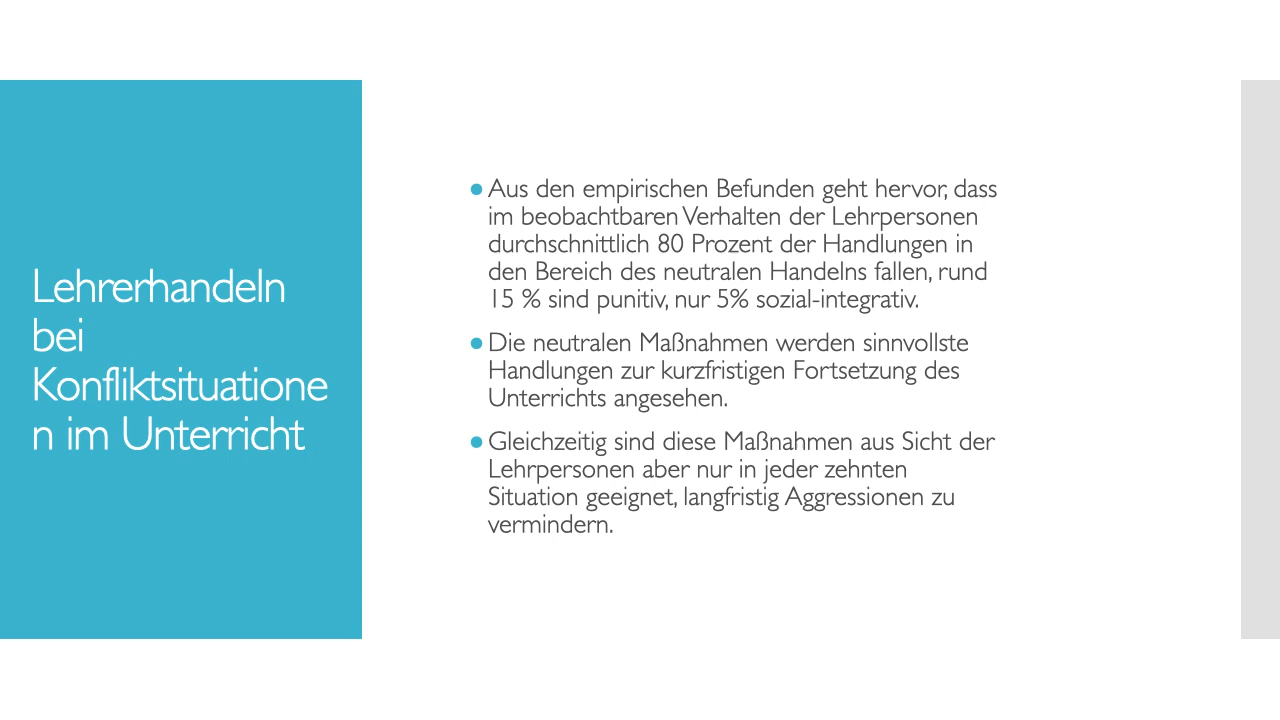 Lehrerhandeln
bei
Konfliktsituatione
n im Unterricht
● Aus den empirischen Befunden geht hervor, dass
im beobachtbaren Verhalten der Lehrpersonen
durchschnittlich 80 Prozent der Handlungen in
den Bereich des neutralen Handelns fallen, rund
15 % sind punitiv, nur 5% sozial-integrativ.
● Die neutralen Maßnahmen werden sinnvollste
Handlungen zur kurzfristigen Fortsetzung des
Unterrichts angesehen.
● Gleichzeitig sind diese Maßnahmen aus Sicht der
Lehrpersonen aber nur in jeder zehnten
Situation geeignet, langfristig Aggressionen zu
vermindern.